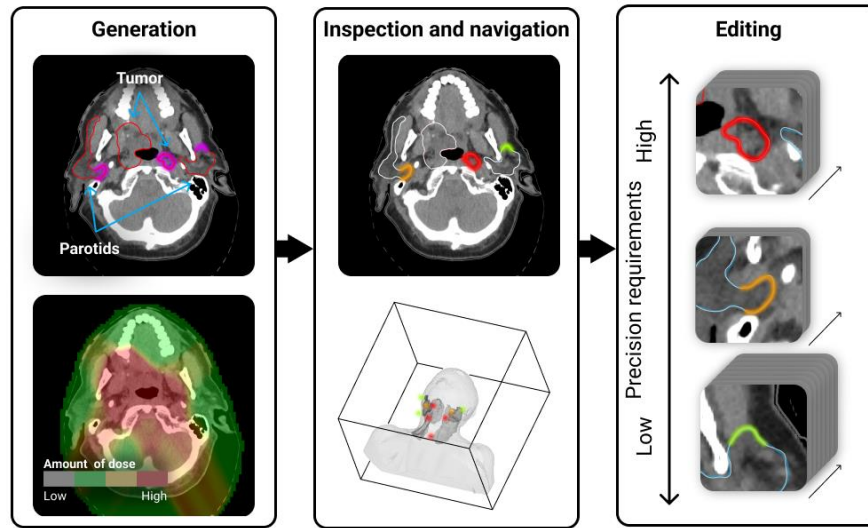 Generation
Tumor
Parotids
Amount of dose
Low
High
Inspection and navigation
Editing
High
Precision requirements
Low